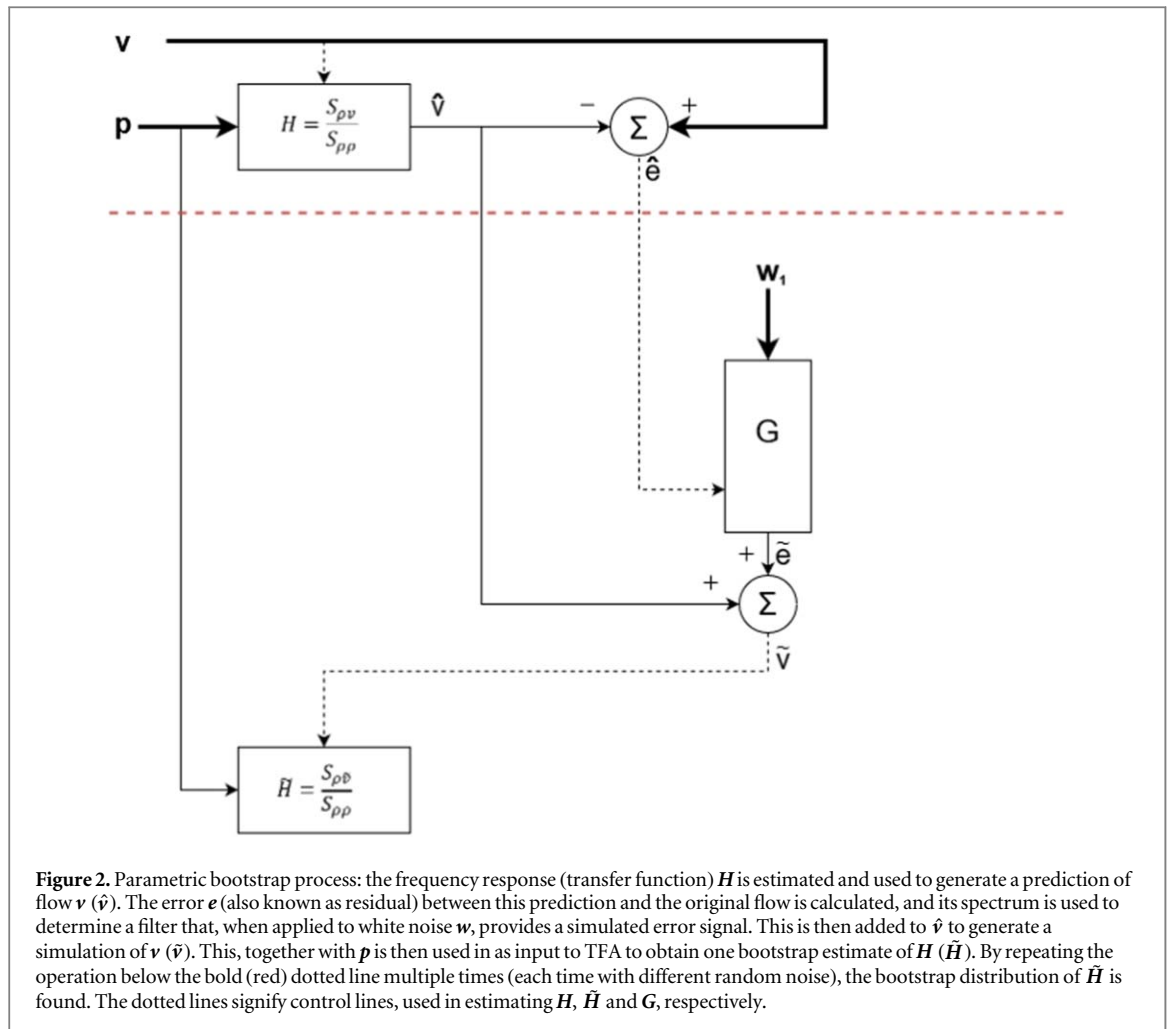 v
p
H = Sρv / Sρρ
v̂
−
Σ
+
ê
w₁
G
+
ẽ
+
Σ
ṽ
H̃ = Sρῦ / Sρρ
Figure 2. Parametric bootstrap process: the frequency response (transfer function) H is estimated and used to generate a prediction of
flow v (v̂). The error e (also known as residual) between this prediction and the original flow is calculated, and its spectrum is used to
determine a filter that, when applied to white noise w, provides a simulated error signal. This is then added to v̂ to generate a
simulation of v (ṽ). This, together with p is then used in as input to TFA to obtain one bootstrap estimate of H (H̃). By repeating the
operation below the bold (red) dotted line multiple times (each time with different random noise), the bootstrap distribution of H̃ is
found. The dotted lines signify control lines, used in estimating H, H̃ and G, respectively.